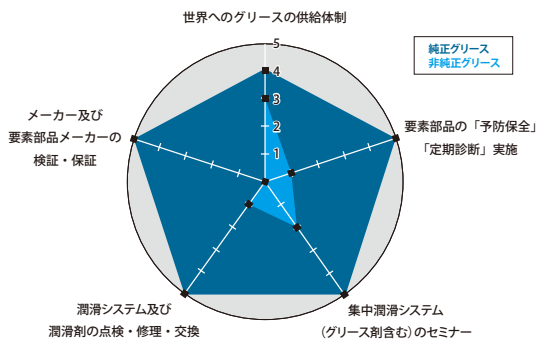 世界へのグリースの供給体制
5
4
3
2
1
純正グリース
非純正グリース
メーカー及び
要素部品メーカーの
検証・保証
要素部品の「予防保全」
「定期診断」実施
潤滑システム及び
潤滑剤の点検・修理・交換
集中潤滑システム
(グリース剤含む)のセミナー